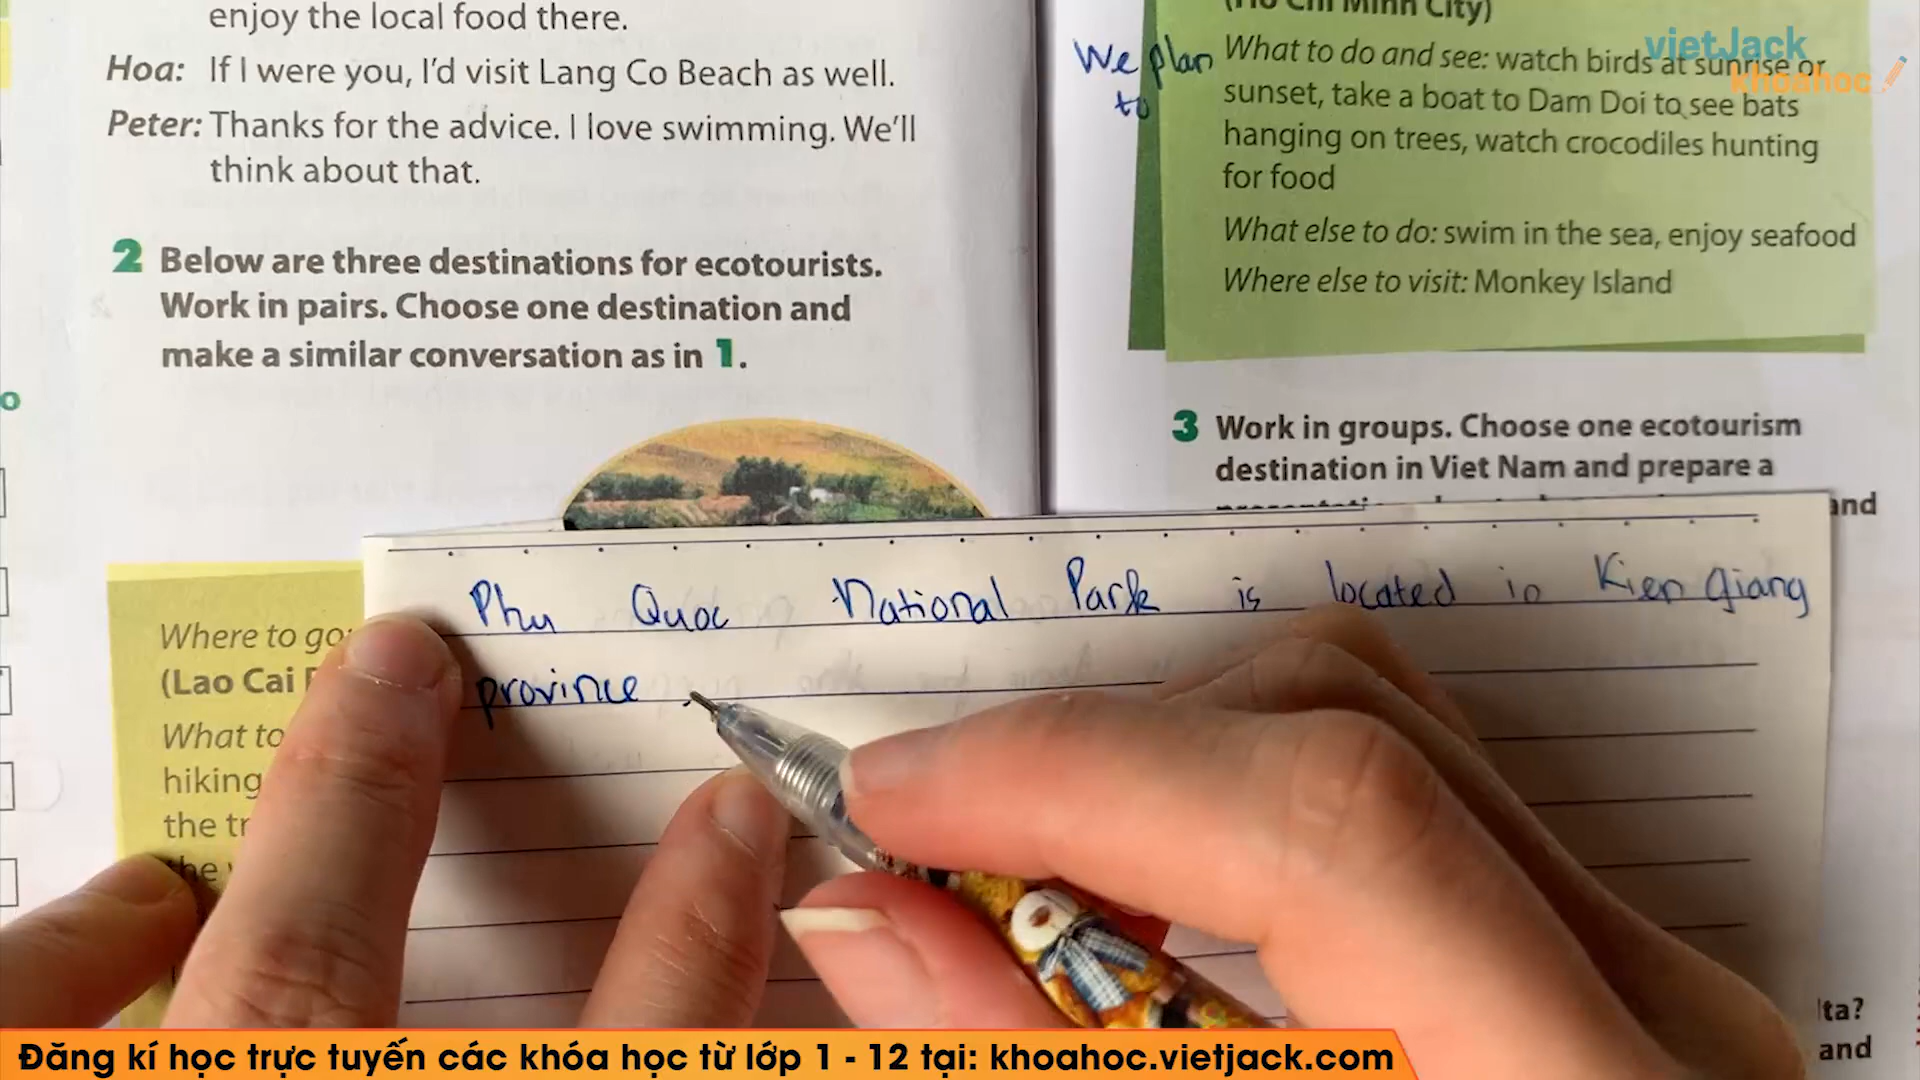 enjoy the local food there.
Hoa: If I were you, I'd visit Lang Co Beach as well.
Peter: Thanks for the advice. I love swimming. We'll
think about that.
2 Below are three destinations for ecotourists.
Work in pairs. Choose one destination and
make a similar conversation as in 1.
Where to go:
(Lao Cai
What to
hiking
the
the
(Ho Chi Minh City)
We plan
to
What to do and see: watch birds at sunrise or
sunset, take a boat to Dam Doi to see bats
hanging on trees, watch crocodiles hunting
for food
What else to do: swim in the sea, enjoy seafood
Where else to visit: Monkey Island
3 Work in groups. Choose one ecotourism
destination in Viet Nam and prepare a
and
Phu Quoc National Park is located in Kien Giang
province.
and
vietJack
khoahoc
Đăng kí học trực tuyến các khóa học từ lớp 1 - 12 tại: khoahoc.vietjack.com